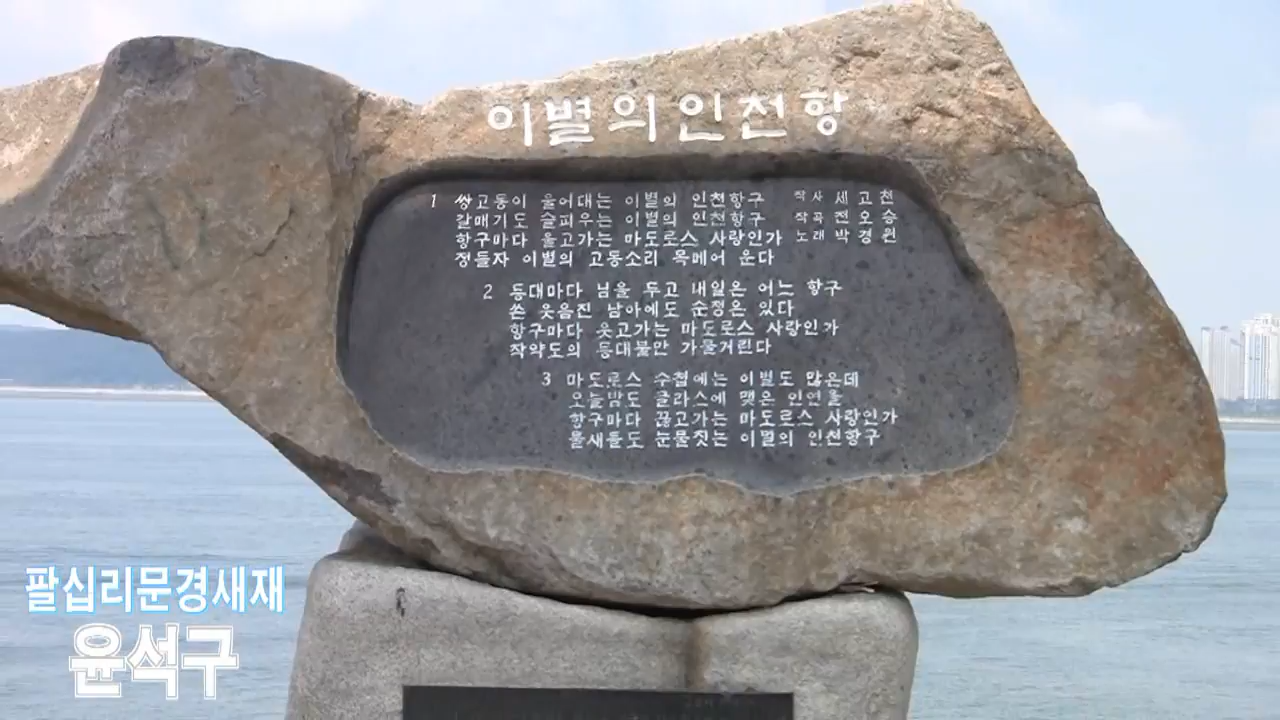 이별의 인천항
1 쌍고동이 울어대는 이별의 인천항구 작사 세고천
갈매기도 슬피우는 이별의 인천항구 작곡 전오승
항구마다 울고가는 마도로스 사랑인가 노래 박경원
정들자 이별의 고동소리 목메어 운다
2 등대마다 님을 두고 내일은 어느 항구
쓴 웃음진 남아에도 순정은 있다
항구마다 웃고가는 마도로스 사랑인가
작약도의 등대불만 가물거린다
3 마도로스 수첩에는 이별도 많은데
오늘밤도 글라스에 맺은 인연을
항구마다 끊고가는 마도로스 사랑인가
물새들도 눈물짓는 이별의 인천항구
팔십리문경새재
윤석구